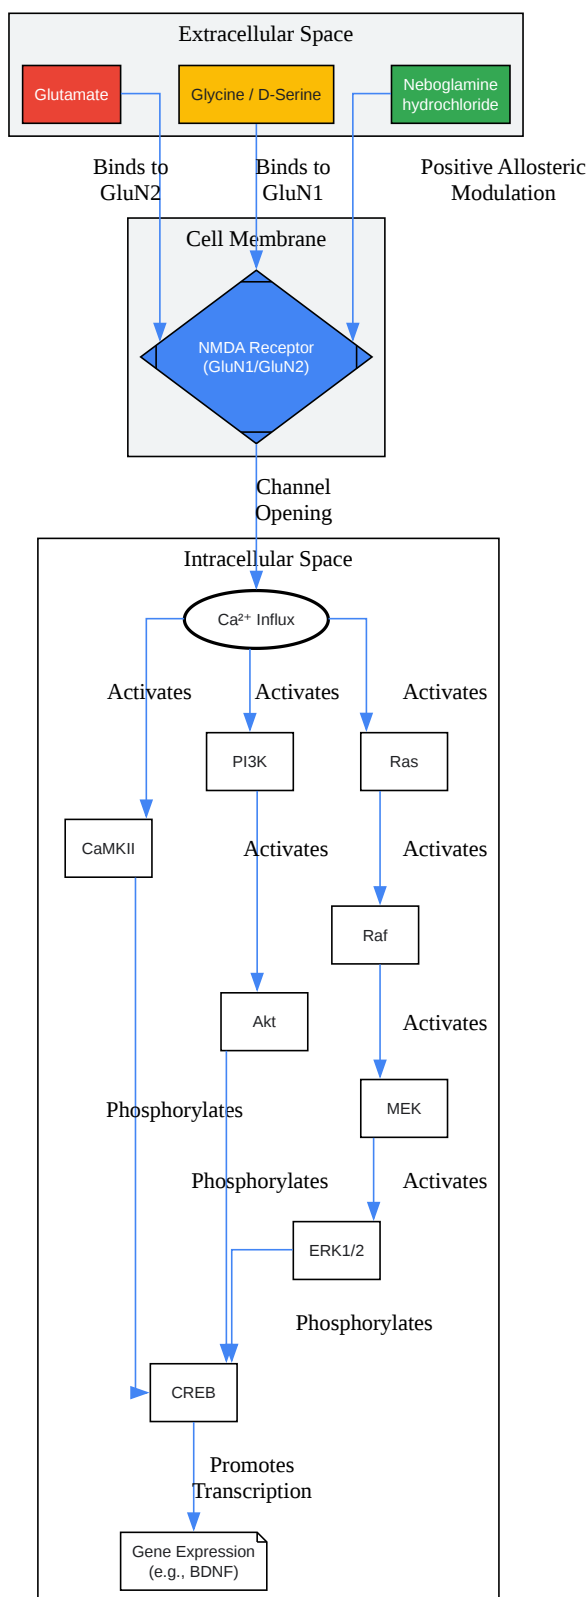 Extracellular Space
Glutamate
Glycine / D-Serine
Neboglamine
hydrochloride
Binds to
GluN2
Binds to
GluN1
Positive Allosteric
Modulation
Cell Membrane
NMDA Receptor
(GluN1/GluN2)
Channel
Opening
Intracellular Space
Ca²⁺ Influx
Activates
Activates
Activates
PI3K
Ras
CaMKII
Activates
Activates
Raf
Akt
Activates
MEK
Phosphorylates
Phosphorylates
Activates
ERK1/2
Phosphorylates
CREB
Promotes
Transcription
Gene Expression
(e.g., BDNF)